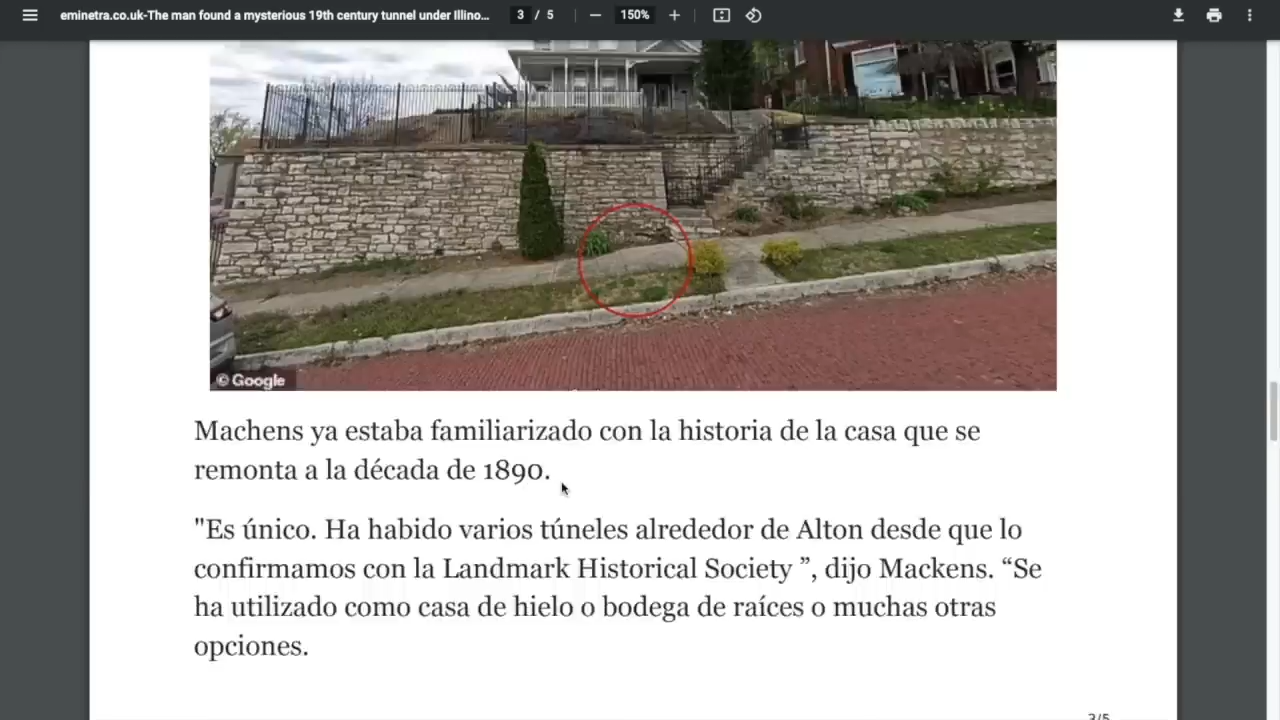 eminetra.co.uk-The man found a mysterious 19th century tunnel under Illino...
3 / 5
150%
© Google
Machens ya estaba familiarizado con la historia de la casa que se
remonta a la década de 1890.
"Es único. Ha habido varios túneles alrededor de Alton desde que lo
confirmamos con la Landmark Historical Society ”, dijo Mackens. “Se
ha utilizado como casa de hielo o bodega de raíces o muchas otras
opciones.
3/5